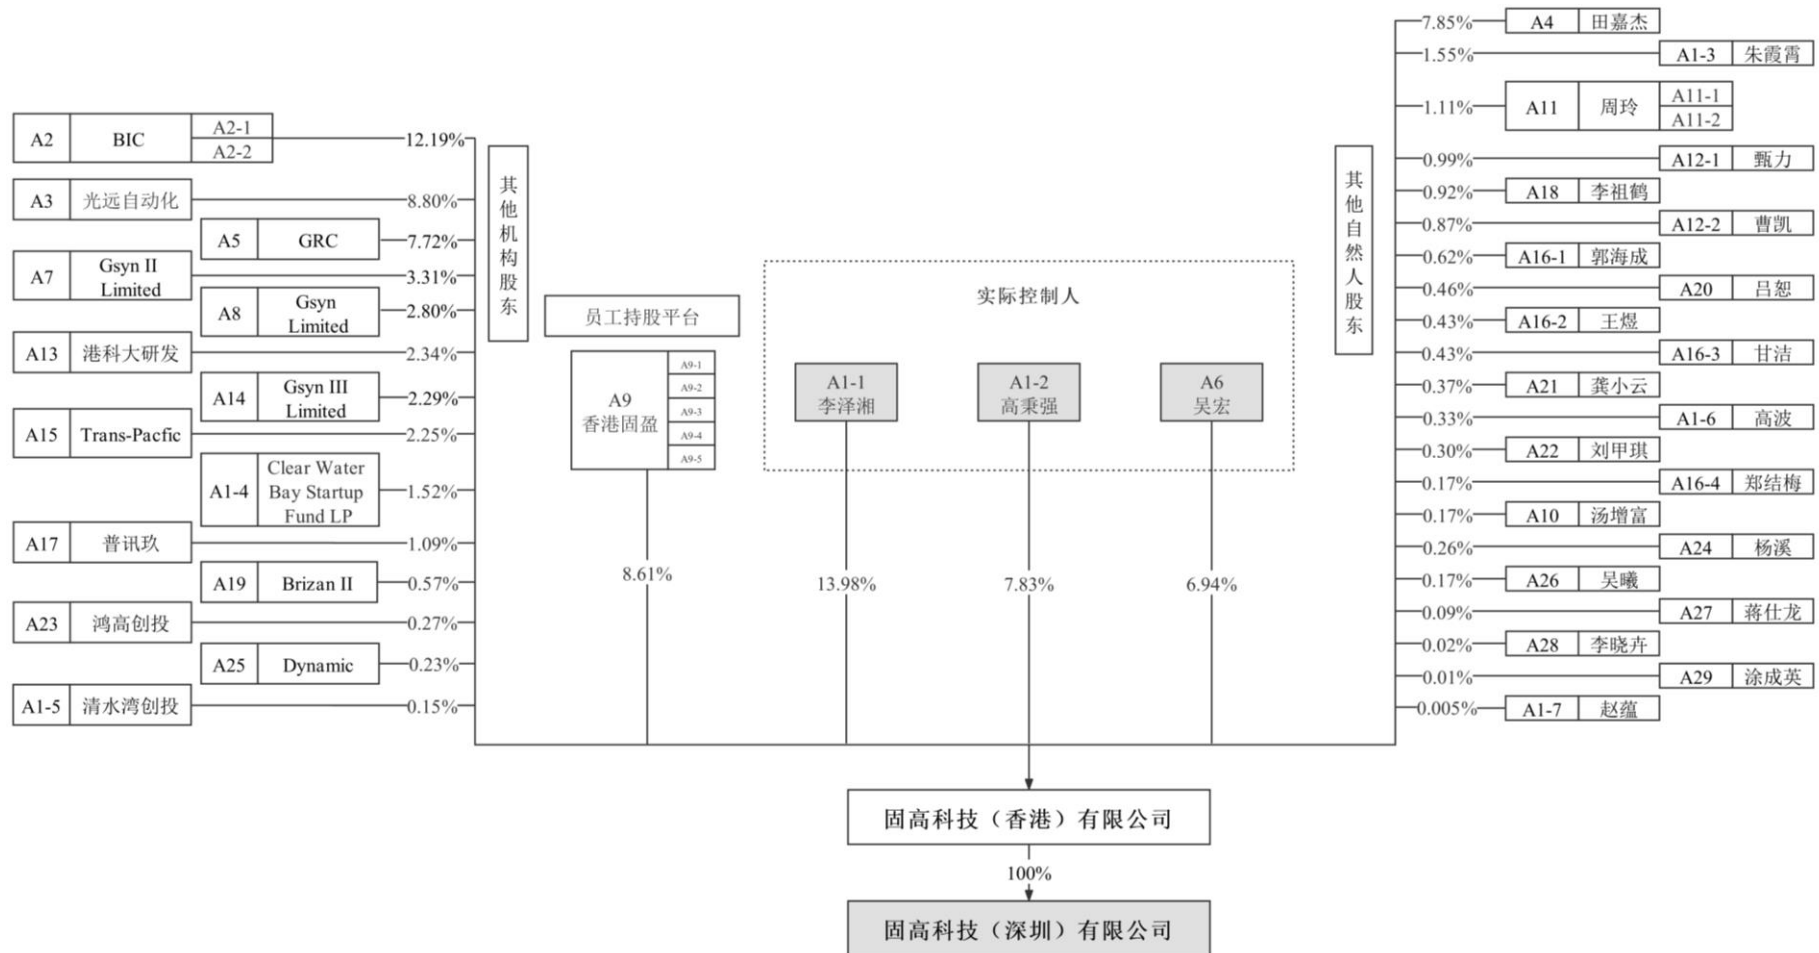 A2 BIC A2-1 12.19%
A2-2
A3 光远自动化 8.80%
A5 GRC 7.72%
A7 Gsyn II 3.31%
Limited
A8 Gsyn 2.80%
Limited
A13 港科大研发 2.34%
A14 Gsyn III 2.29%
Limited
A15 Trans-Pacfic 2.25%
A1-4 Clear Water 1.52%
Bay Startup
Fund LP
A17 普讯玖 1.09%
A19 Brizan II 0.57%
A23 鸿高创投 0.27%
A25 Dynamic 0.23%
A1-5 清水湾创投 0.15%
其他机构股东
员工持股平台
A9
香港固盈
A9-1
A9-2
A9-3
A9-4
A9-5
8.61%
实际控制人
A1-1
李泽湘
13.98%
A1-2
高秉强
7.83%
A6
吴宏
6.94%
其他自然人股东
7.85% A4 田嘉杰
1.55% A1-3 朱霞霄
1.11% A11 周玲 A11-1
A11-2
0.99% A12-1 甄力
0.92% A18 李祖鹤
0.87% A12-2 曹凯
0.62% A16-1 郭海成
0.46% A20 吕恕
0.43% A16-2 王煜
0.43% A16-3 甘洁
0.37% A21 龚小云
0.33% A1-6 高波
0.30% A22 刘甲琪
0.17% A16-4 郑结梅
0.17% A10 汤增富
0.26% A24 杨溪
0.17% A26 吴曦
0.09% A27 蒋仕龙
0.02% A28 李晓卉
0.01% A29 涂成英
0.005% A1-7 赵蕴
固高科技（香港）有限公司
100%
固高科技（深圳）有限公司